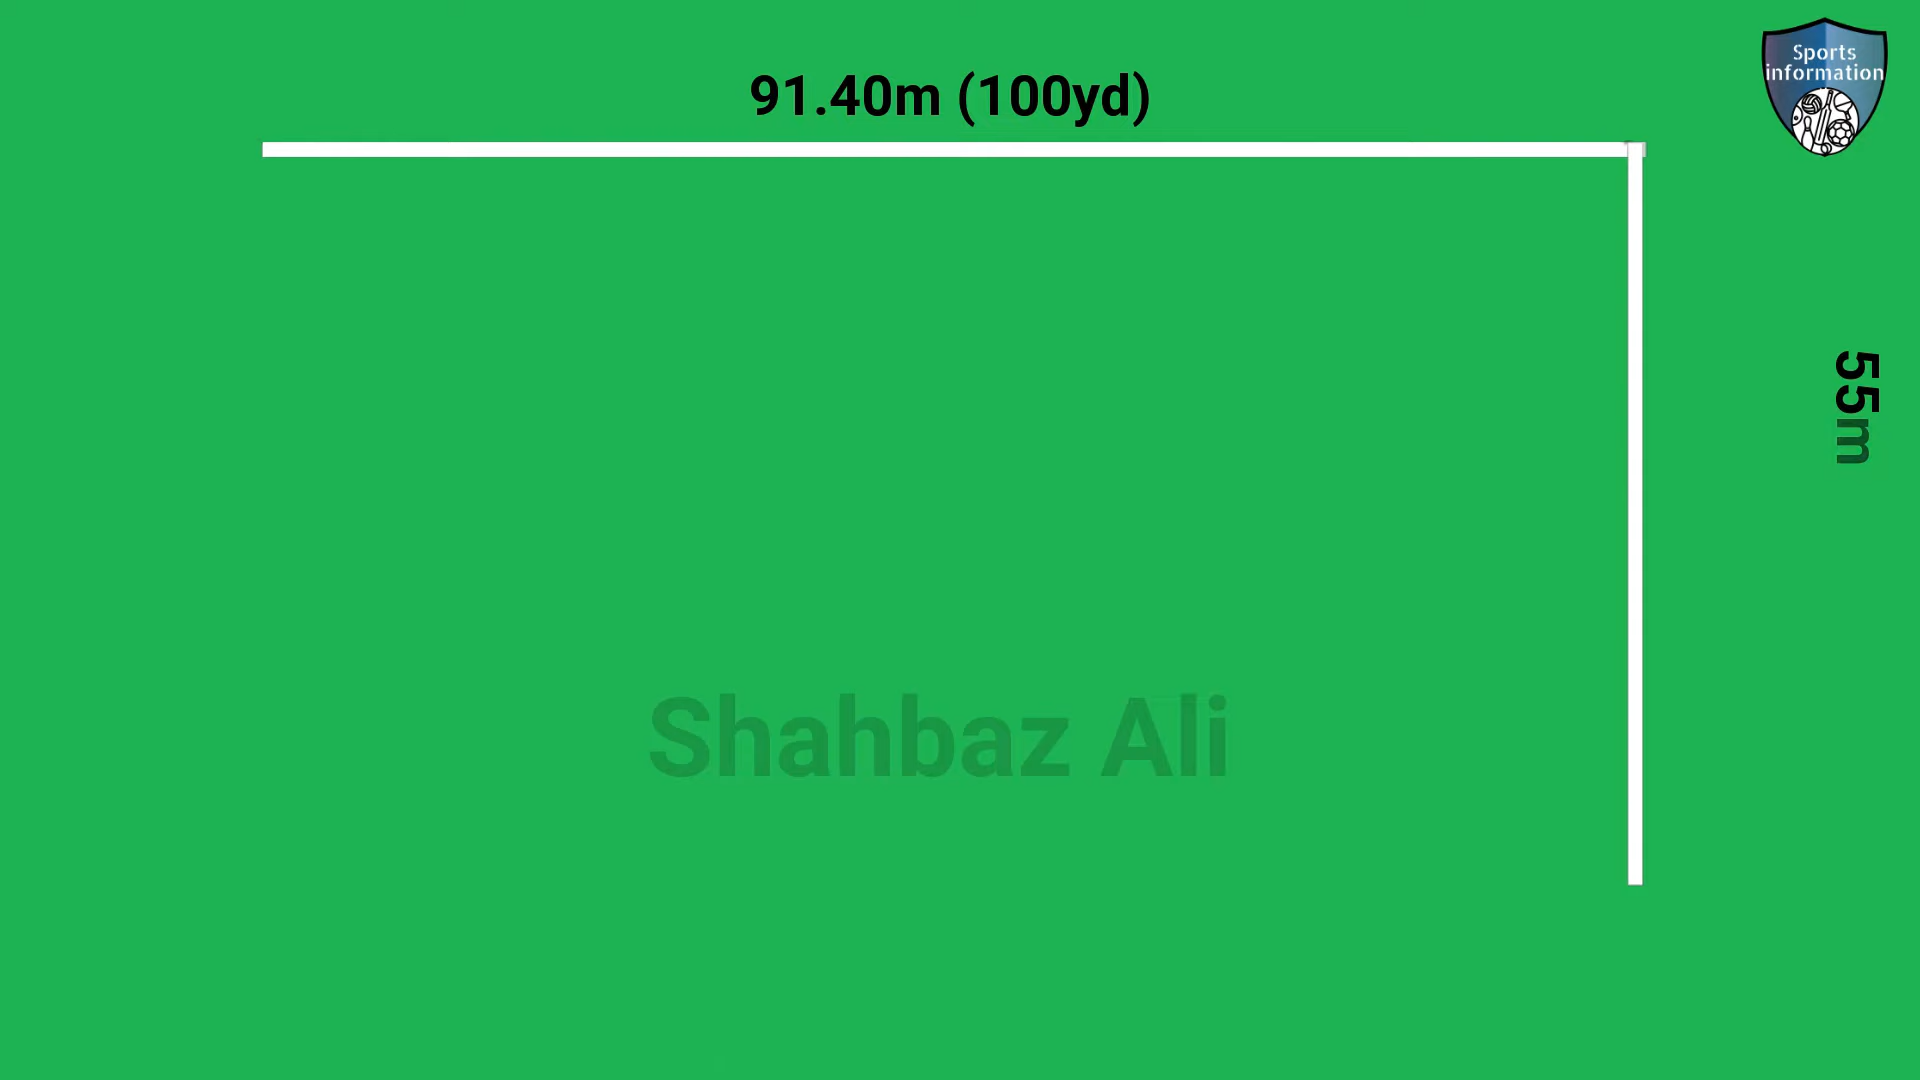 Sports
information
91.40m (100yd)
55m
Shahbaz Ali